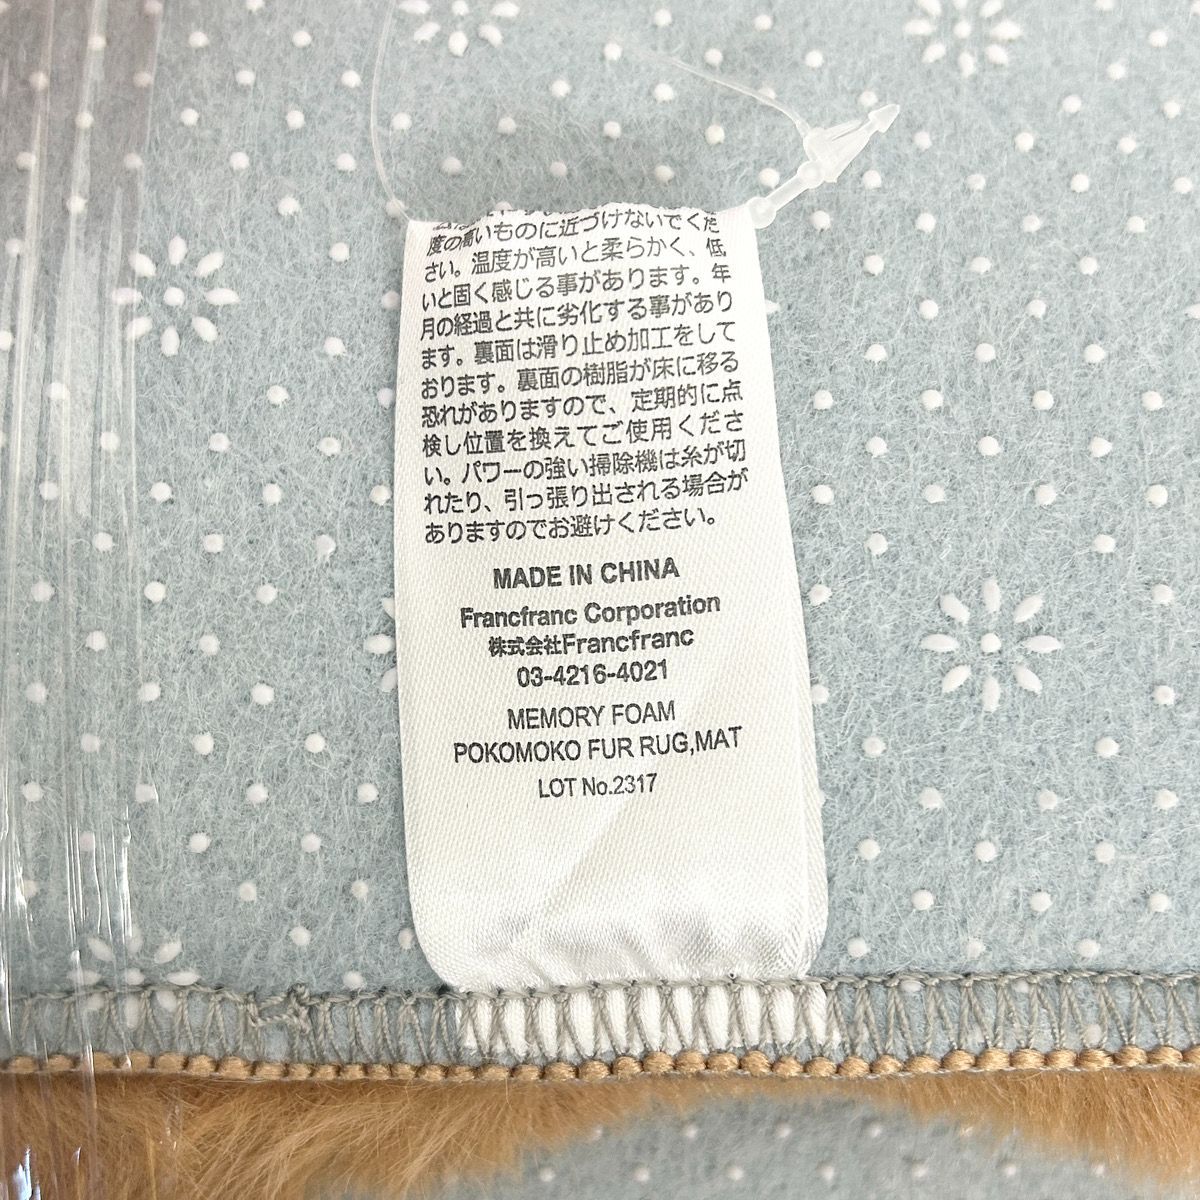 度の高いものに近づけないでくだ
さい。温度が高いと柔らかく、低
いと固く感じる事があります。年
月の経過と共に劣化する事があり
ます。裏面は滑り止め加工をして
おります。裏面の樹脂が床に移る
恐れがありますので、定期的に点
検し位置を換えてご使用くださ
い。パワーの強い掃除機は糸が切
れたり、引っ張り出される場合が
ありますのでお避けください。
MADE IN CHINA
Francfranc Corporation
株式会社Francfranc
03-4216-4021
MEMORY FOAM
POKOMOKO FUR RUG,MAT
LOT No.2317